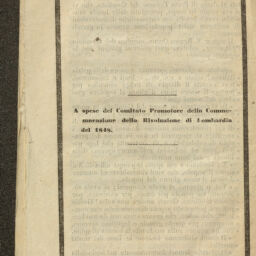 A spese del Comitato Promotore della Comme-
morazione della Rivoluzione di Lombardia
del 1848.